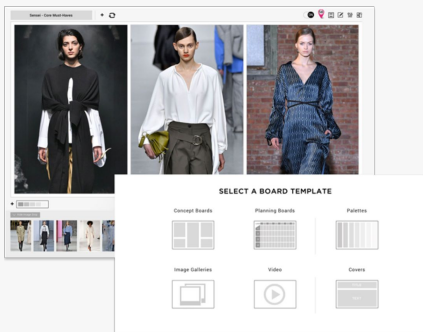 Sensei - Core Must-Haves
SELECT A BOARD TEMPLATE
Concept Boards
Planning Boards
Palettes
Image Galleries
Video
Covers